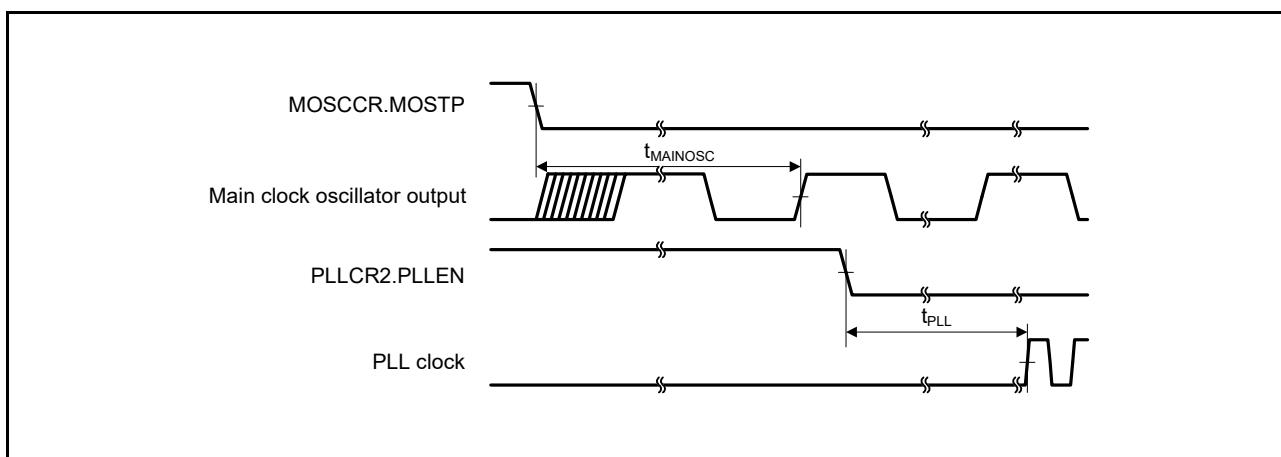 MOSCCR.MOSTP
tMAINOSC
Main clock oscillator output
PLLCR2.PLLEN
tPLL
PLL clock